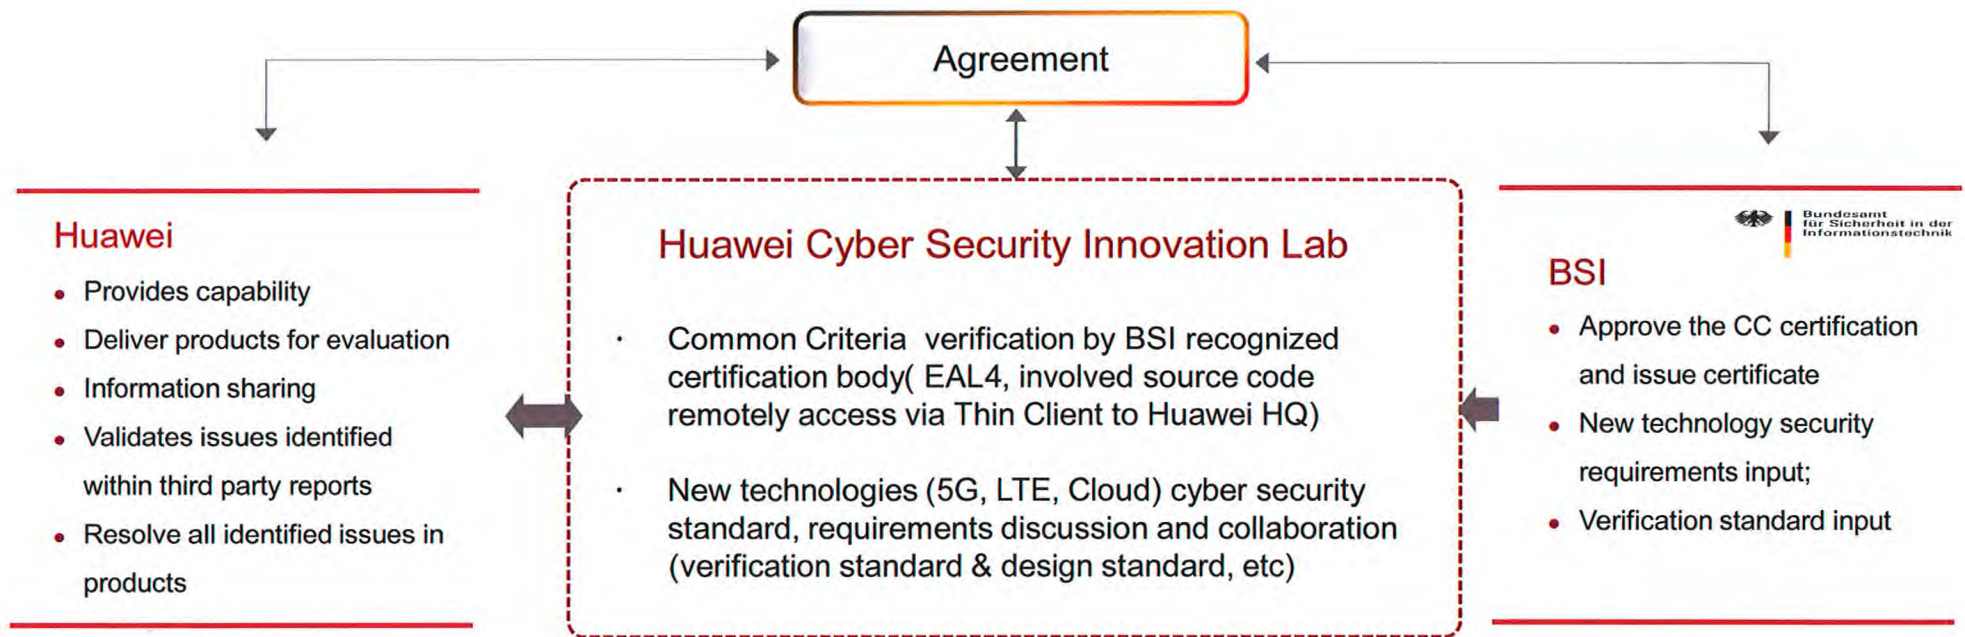 Agreement
Huawei
• Provides capability
• Deliver products for evaluation
• Information sharing
• Validates issues identified
within third party reports
• Resolve all identified issues in
products
Huawei Cyber Security Innovation Lab
· Common Criteria verification by BSI recognized
certification body( EAL4, involved source code
remotely access via Thin Client to Huawei HQ)
· New technologies (5G, LTE, Cloud) cyber security
standard, requirements discussion and collaboration
(verification standard & design standard, etc)
Bundesamt
für Sicherheit in der
Informationstechnik
BSI
• Approve the CC certification
and issue certificate
• New technology security
requirements input;
• Verification standard input